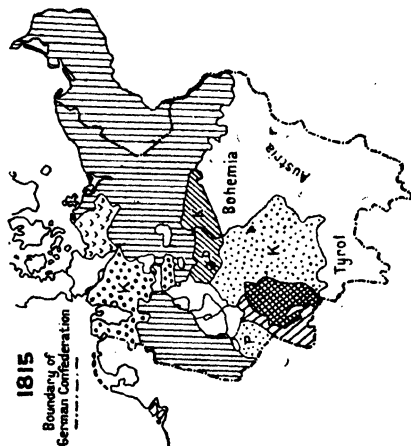 1815
Boundary of
German Confederation
Bohemia
Austria
Tyrol
K
K
K
P